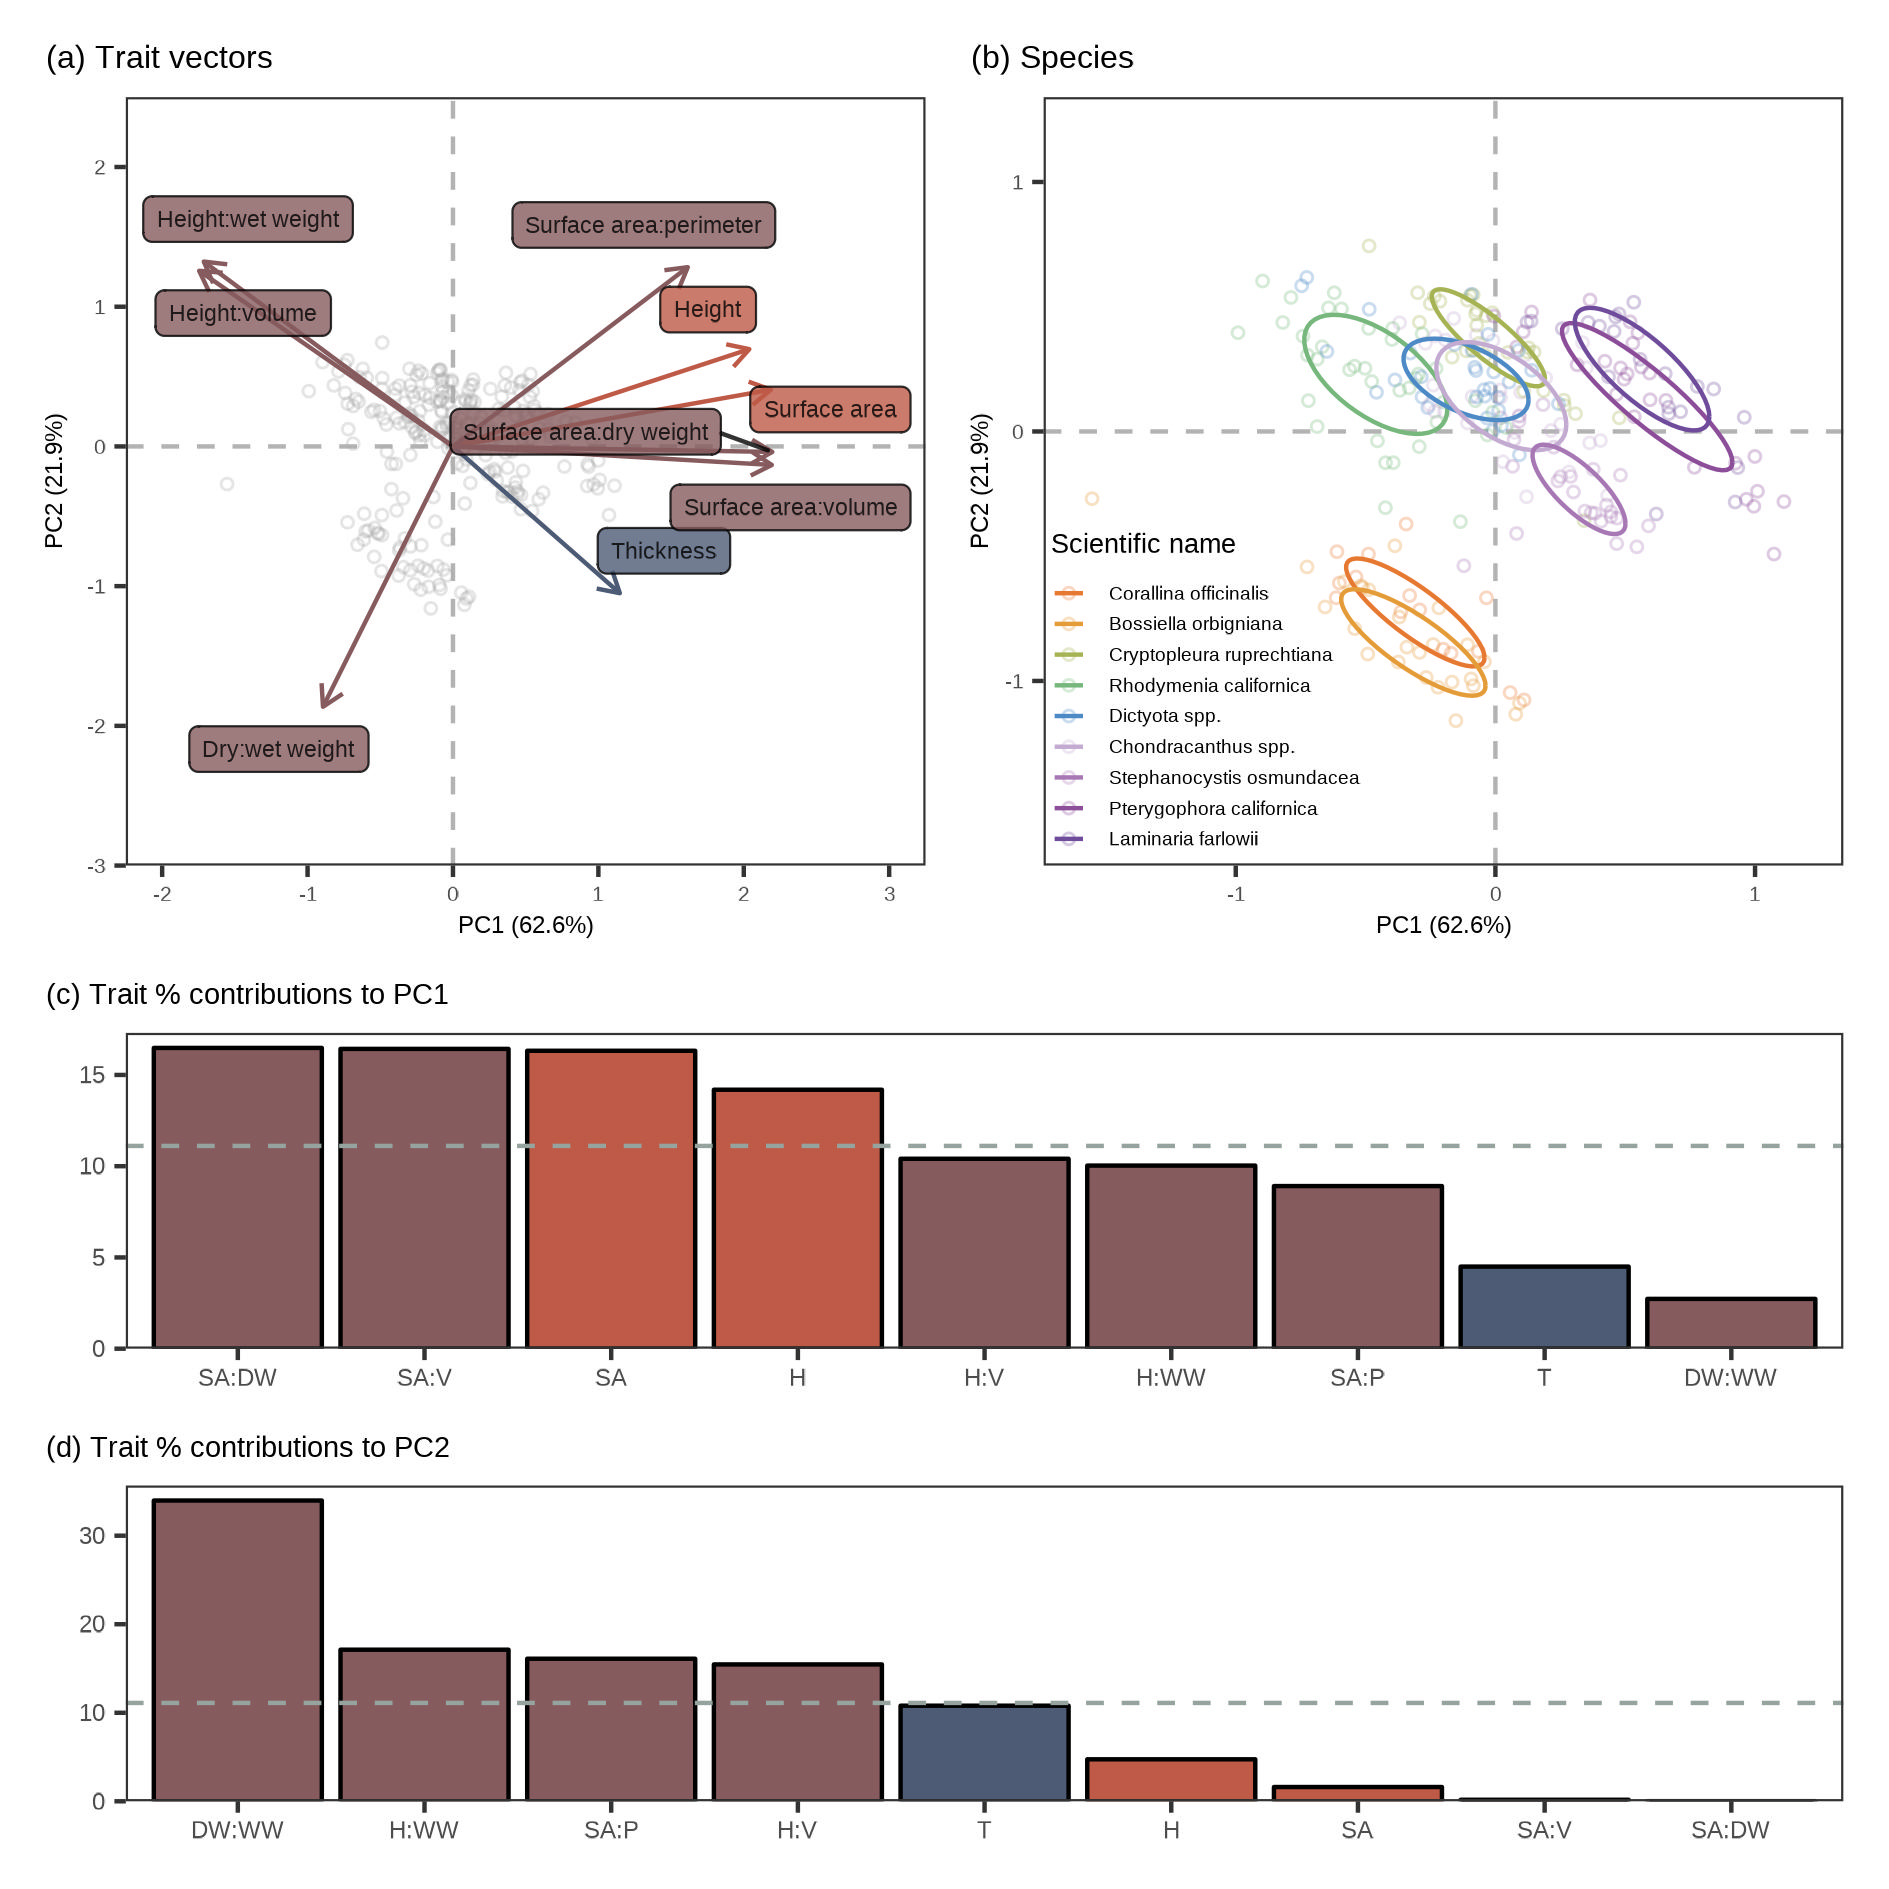 (a) Trait vectors
PC2 (21.9%)
2
1
0
-1
-2
-3
Height:wet weight
Surface area:perimeter
Height:volume
Height
Surface area
Surface area:dry weight
Surface area:volume
Thickness
Dry:wet weight
-2 -1 0 1 2 3
PC1 (62.6%)
(b) Species
PC2 (21.9%)
1
0
-1
Scientific name
Corallina officinalis
Bossiella orbigniana
Cryptopleura ruprechtiana
Rhodymenia californica
Dictyota spp.
Chondracanthus spp.
Stephanocystis osmundacea
Pterygophora californica
Laminaria farlowii
-1 0 1
PC1 (62.6%)
(c) Trait % contributions to PC1
15
10
5
0
SA:DW SA:V SA H H:V H:WW SA:P T DW:WW
(d) Trait % contributions to PC2
30
20
10
0
DW:WW H:WW SA:P H:V T H SA SA:V SA:DW